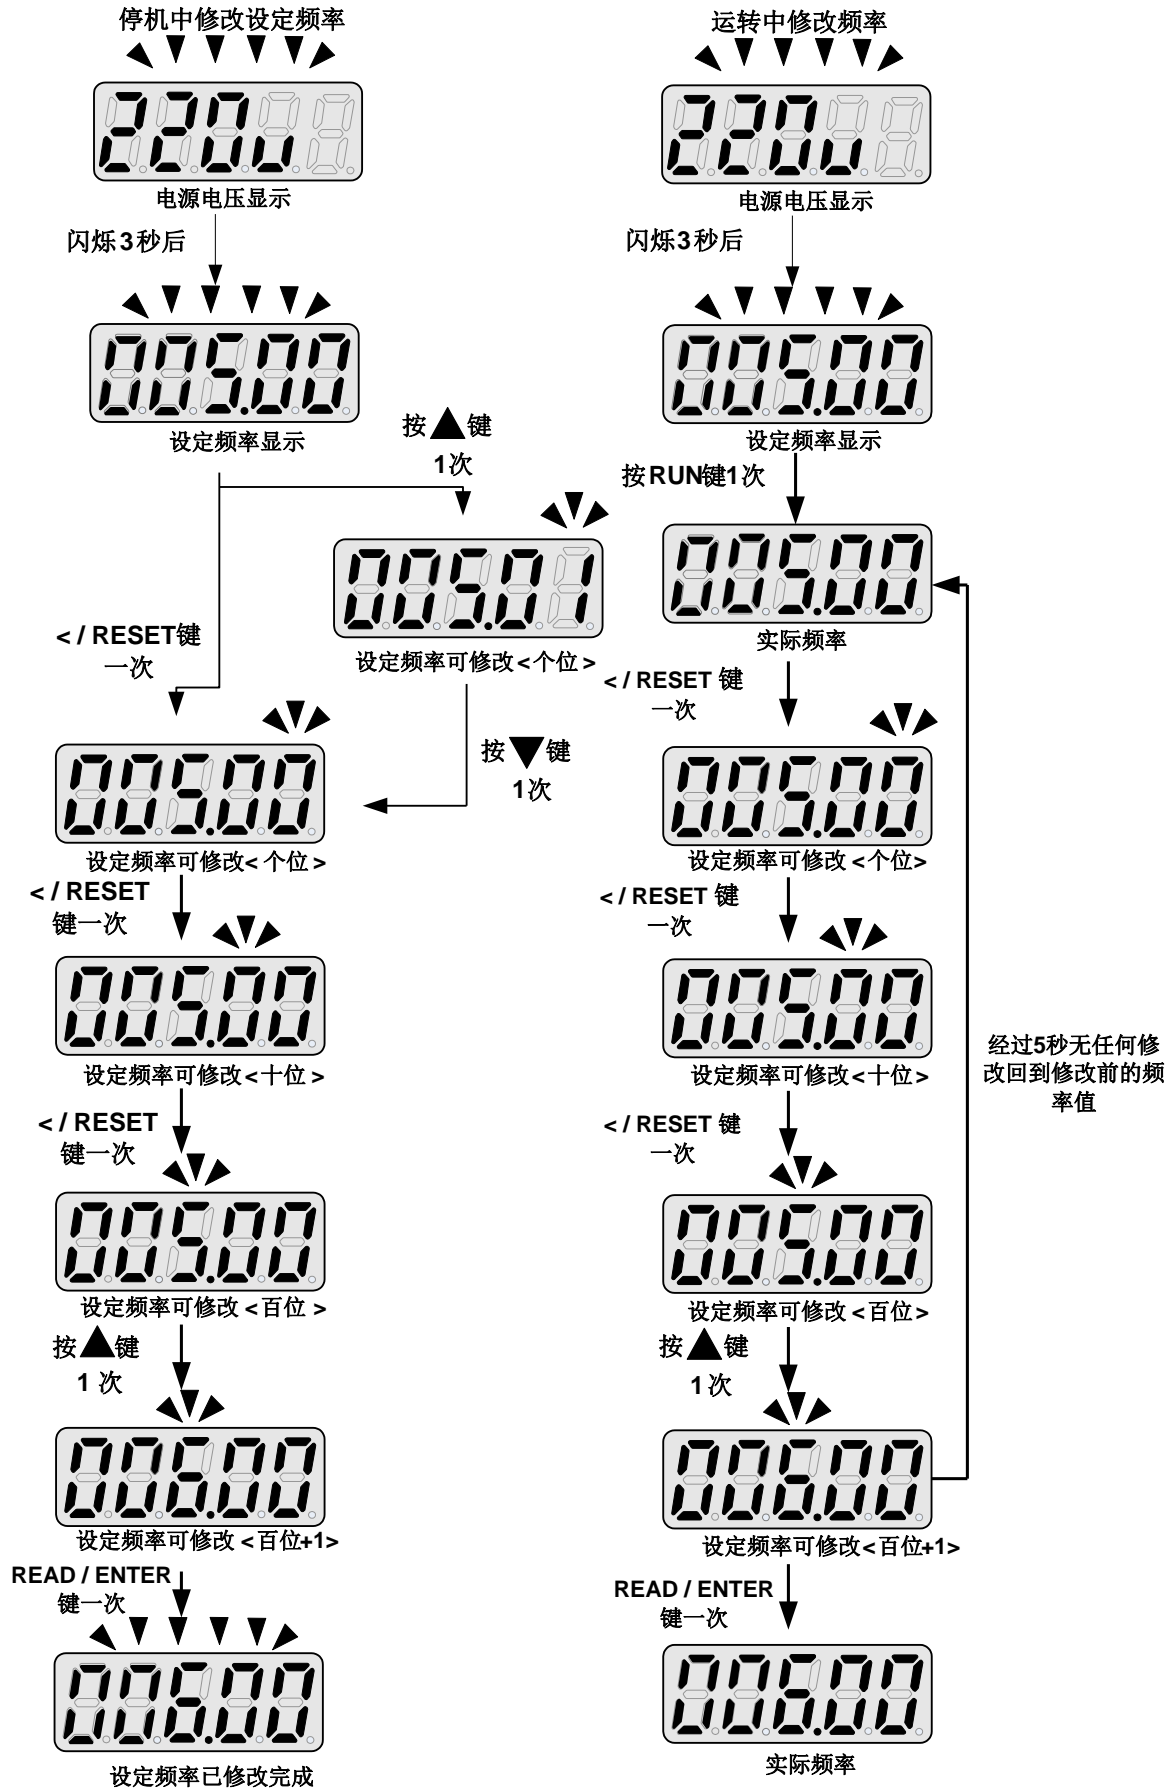 停机中修改设定频率
220u
电源电压显示
闪烁3秒后
005.00
设定频率显示
按▲键
1次
005.01
设定频率可修改<个位>
按▼键
1次
< / RESET键
一次
005.00
设定频率可修改<个位>
< / RESET
键一次
005.00
设定频率可修改<十位>
< / RESET
键一次
005.00
设定频率可修改<百位>
按▲键
1次
006.00
设定频率可修改<百位+1>
READ / ENTER
键一次
006.00
设定频率已修改完成
运转中修改频率
220u
电源电压显示
闪烁3秒后
005.00
设定频率显示
按RUN键1次
005.00
实际频率
< / RESET 键
一次
005.00
设定频率可修改<个位>
< / RESET 键
一次
005.00
设定频率可修改<十位>
< / RESET 键
一次
005.00
设定频率可修改<百位>
按▲键
1次
006.00
设定频率可修改<百位+1>
READ / ENTER
键一次
006.00
实际频率
经过5秒无任何修
改回到修改前的频
率值